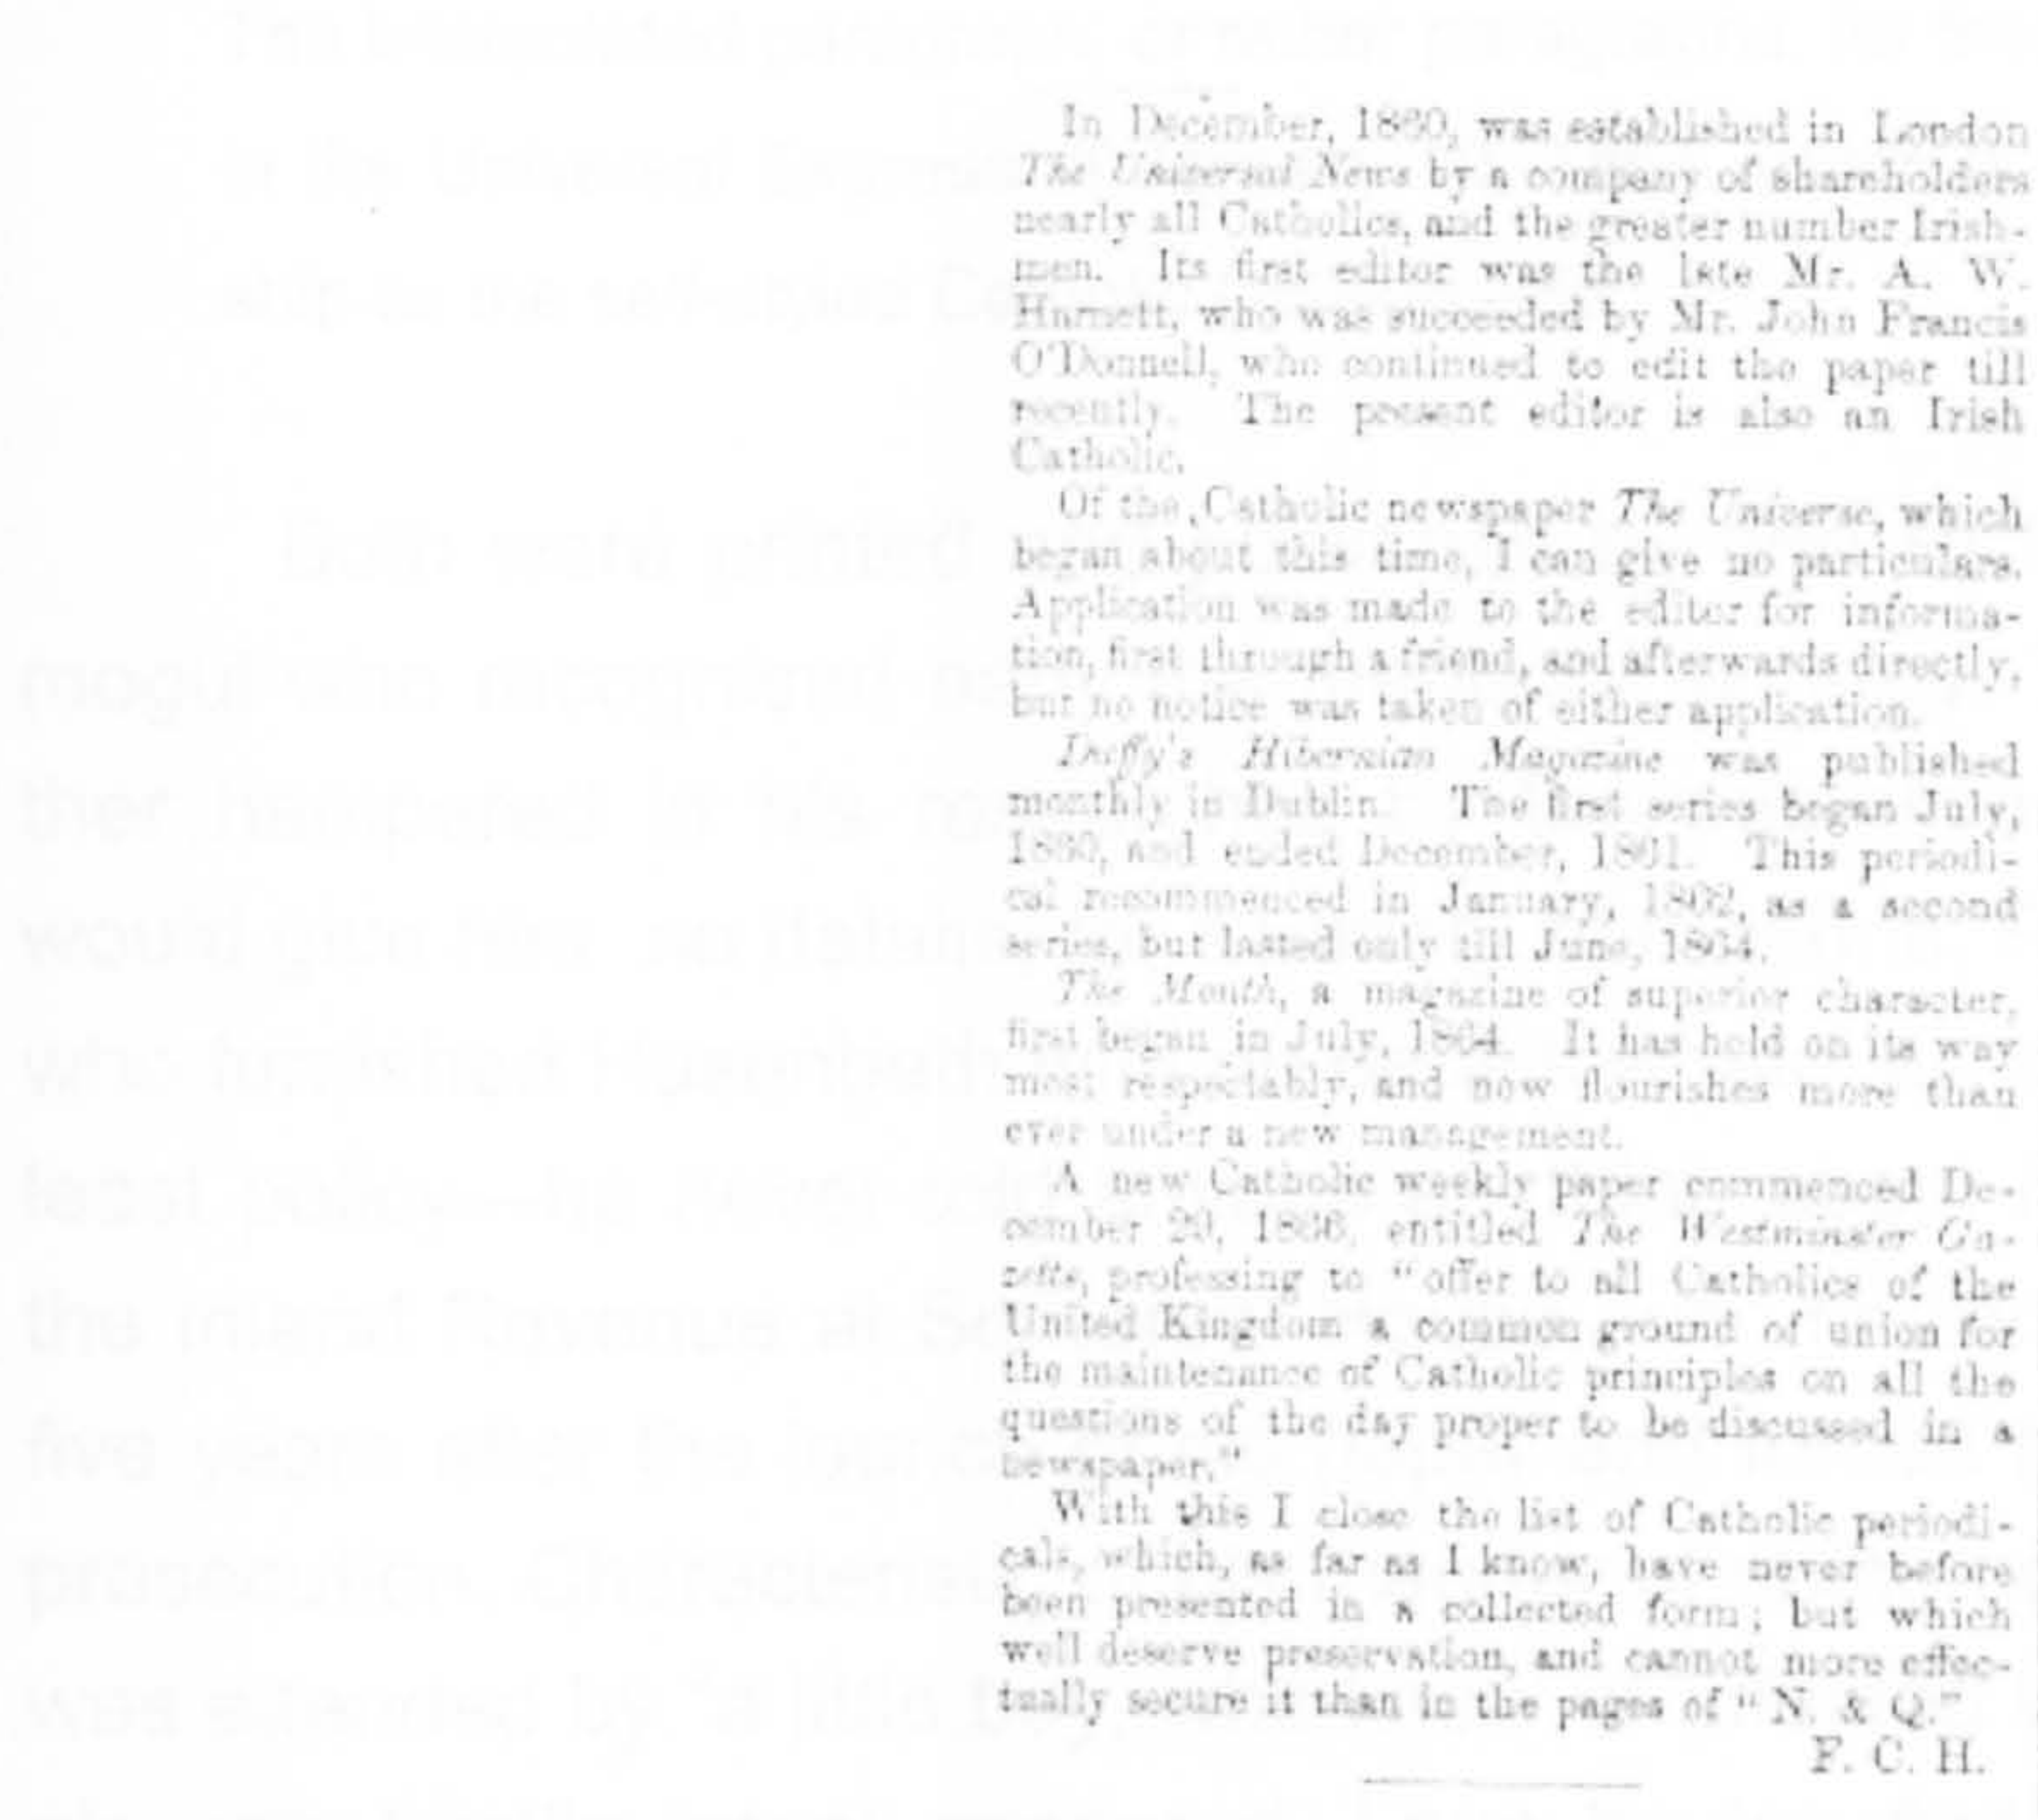 In December, 1860, was established in London
The Universal News by a company of shareholders
nearly all Catholics, and the greater number Irish-
men. Its first editor was the late Mr. A. W.
Harnett, who was succeeded by Mr. John Francis
O'Donnell, who continued to edit the paper till
recently. The present editor is also an Irish
Catholic.
Of the Catholic newspaper The Universe, which
began about this time, I can give no particulars.
Application was made to the editor for informa-
tion, first through a friend, and afterwards directly,
but no notice was taken of either application.
Duffy's Hibernian Magazine was published
monthly in Dublin. The first series began July,
1860, and ended December, 1861. This periodi-
cal recommenced in January, 1862, as a second
series, but lasted only till June, 1864.
The Month, a magazine of superior character,
first began in July, 1864. It has held on its way
most respectably, and now flourishes more than
ever under a new management.
A new Catholic weekly paper commenced De-
cember 29, 1866, entitled The Westminster Ga-
zette, professing to "offer to all Catholics of the
United Kingdom a common ground of union for
the maintenance of Catholic principles on all the
questions of the day proper to be discussed in a
newspaper."
With this I close the list of Catholic periodi-
cals, which, as far as I know, have never before
been presented in a collected form; but which
well deserve preservation, and cannot more effec-
tually secure it than in the pages of "N. & Q."
F. C. H.